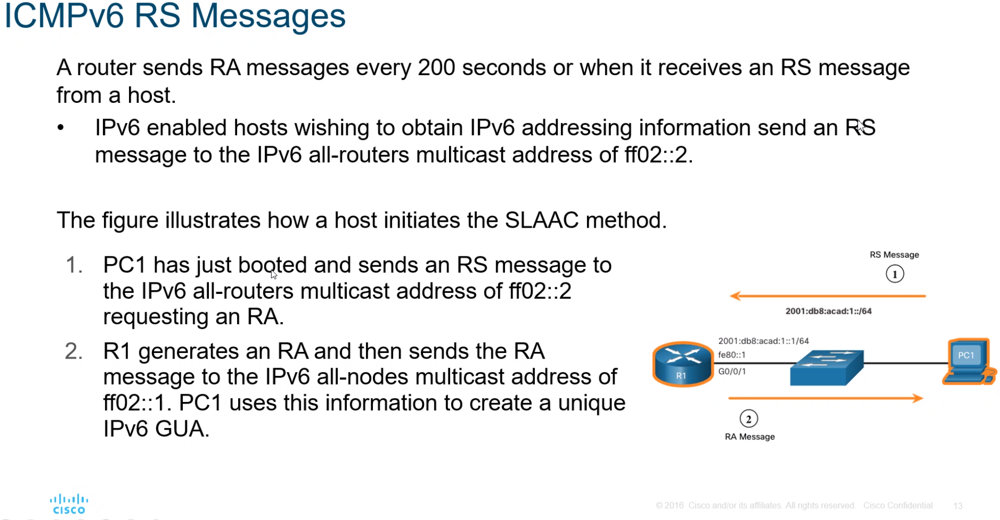 ICMPv6 RS Messages
A router sends RA messages every 200 seconds or when it receives an RS message
from a host.
• IPv6 enabled hosts wishing to obtain IPv6 addressing information send an RS
message to the IPv6 all-routers multicast address of ff02::2.
The figure illustrates how a host initiates the SLAAC method.
1. PC1 has just booted and sends an RS message to
the IPv6 all-routers multicast address of ff02::2
requesting an RA.
2. R1 generates an RA and then sends the RA
message to the IPv6 all-nodes multicast address of
ff02::1. PC1 uses this information to create a unique
IPv6 GUA.
RS Message
1
2001:db8:acad:1::/64
2001:db8:acad:1::1/64
fe80::1
G0/0/1
R1
PC1
2
RA Message
CISCO
© 2016 Cisco and/or its affiliates. All rights reserved. Cisco Confidential
13